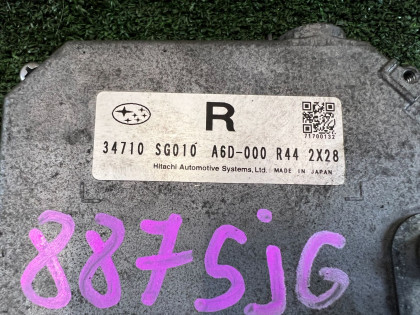 R
71700132
34710 SG010 A6D-000 R44 2X28
Hitachi Automotive Systems, Ltd. MADE IN JAPAN
887SJG